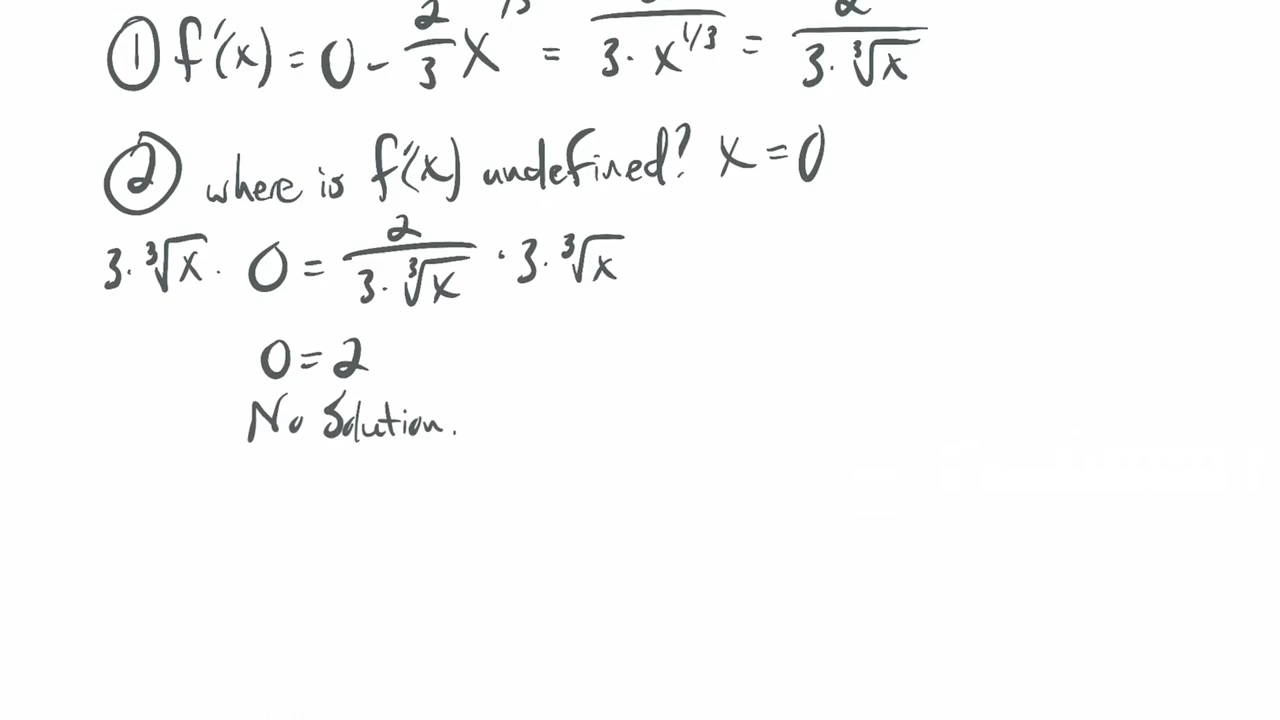 ① f'(x) = 0 - 2/3 x^/3 = /(3 · x^(1/3)) = 2/(3 · ∛x)
② where is f'(x) undefined? x = 0
3 · ∛x · 0 = 2/(3 · ∛x) · 3 · ∛x
0 = 2
No Solution.